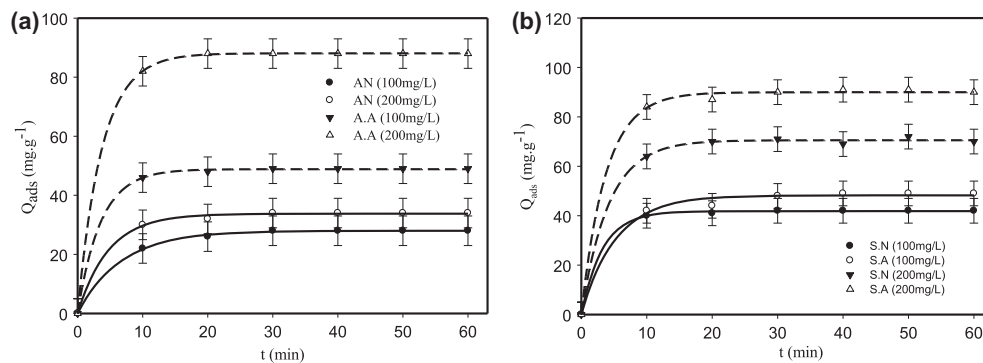 (a)
100
80
60
40
20
0
Q_ads (mg.g⁻¹)
AN (100mg/L)
AN (200mg/L)
A.A (100mg/L)
A.A (200mg/L)
0 10 20 30 40 50 60
t (min)
(b)
120
100
80
60
40
20
0
Q_ads (mg.g⁻¹)
S.N (100mg/L)
S.A (100mg/L)
S.N (200mg/L)
S.A (200mg/L)
0 10 20 30 40 50 60
t (min)